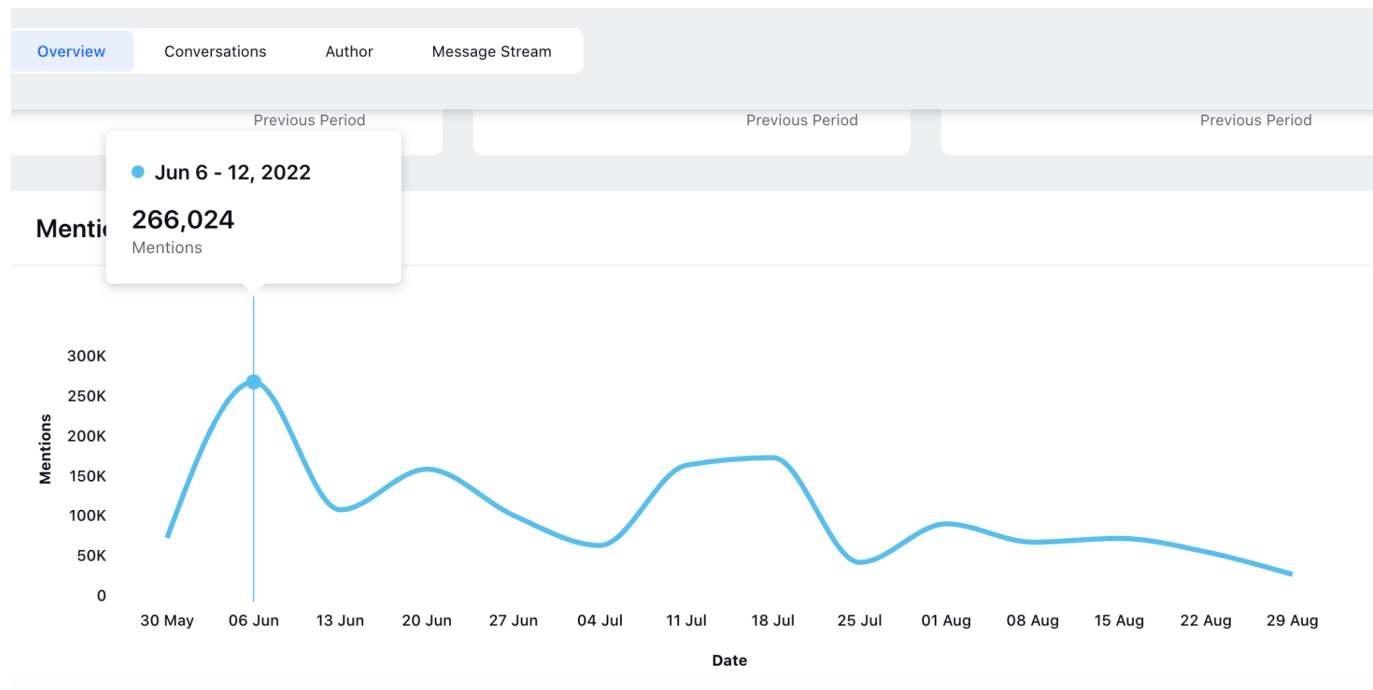 Overview Conversations Author Message Stream
Previous Period Previous Period Previous Period
Jun 6 - 12, 2022
266,024
Mentions
Menti
300K
250K
200K
150K
100K
50K
0
Mentions
30 May 06 Jun 13 Jun 20 Jun 27 Jun 04 Jul 11 Jul 18 Jul 25 Jul 01 Aug 08 Aug 15 Aug 22 Aug 29 Aug
Date